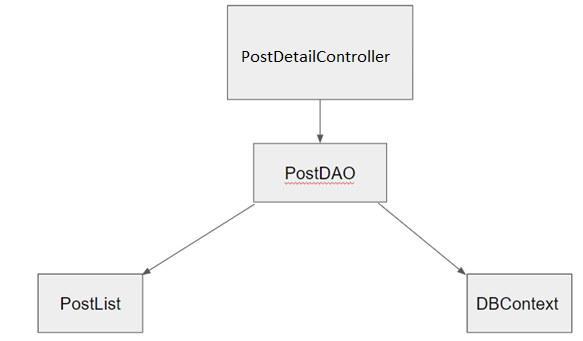 PostDetailController
PostDAO
PostList
DBContext